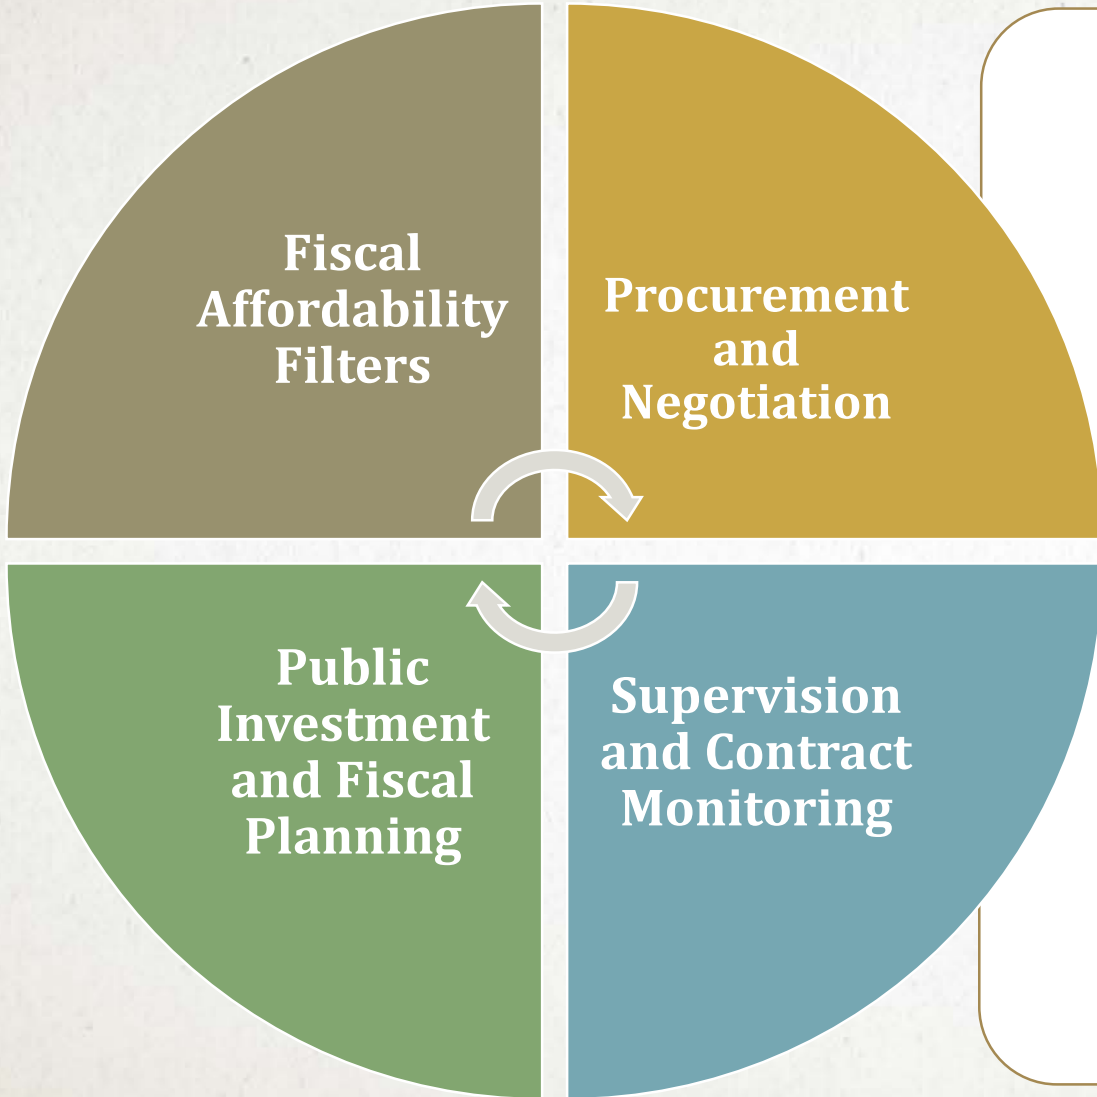 Fiscal
Affordability
Filters
Procurement
and
Negotiation
Public
Investment
and Fiscal
Planning
Supervision
and Contract
Monitoring